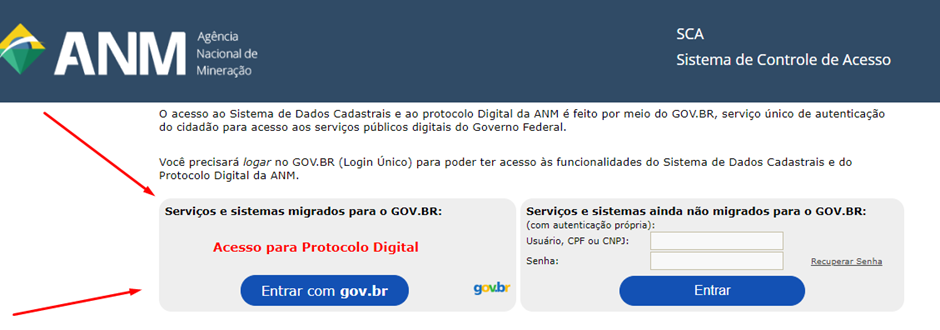 ANM
Agência
Nacional de
Mineração
SCA
Sistema de Controle de Acesso
O acesso ao Sistema de Dados Cadastrais e ao protocolo Digital da ANM é feito por meio do GOV.BR, serviço único de autenticação
do cidadão para acesso aos serviços públicos digitais do Governo Federal.
Você precisará logar no GOV.BR (Login Único) para poder ter acesso às funcionalidades do Sistema de Dados Cadastrais e do
Protocolo Digital da ANM.
Serviços e sistemas migrados para o GOV.BR:
Acesso para Protocolo Digital
Entrar com gov.br
gov.br
Serviços e sistemas ainda não migrados para o GOV.BR:
(com autenticação própria):
Usuário, CPF ou CNPJ:
Senha:
Recuperar Senha
Entrar